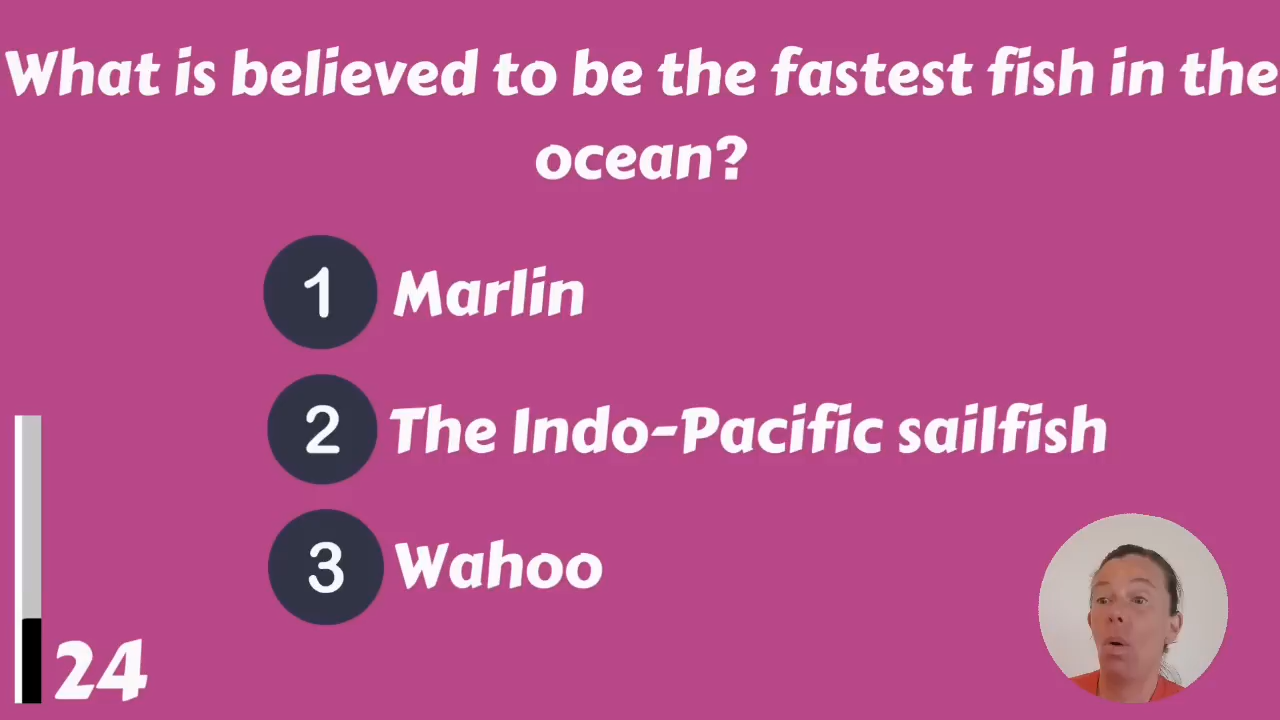 What is believed to be the fastest fish in the
ocean?
1 Marlin
2 The Indo-Pacific sailfish
3 Wahoo
24